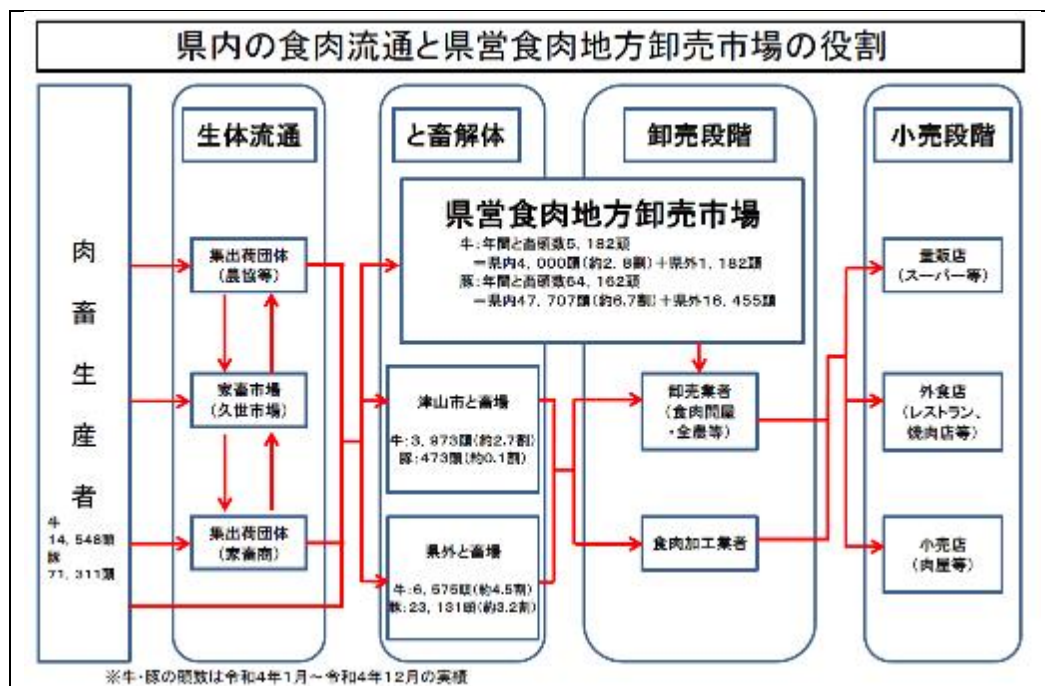 県内の食肉流通と県営食肉地方卸売市場の役割
肉畜生産者
牛
14,548頭
豚
71,311頭
生体流通
集出荷団体
(農協等)
家畜市場
(久世市場)
集出荷団体
(家畜商)
と畜解体
県営食肉地方卸売市場
牛:年間と畜頭数5,182頭
=県内4,000頭(約2.8割)+県外1,182頭
豚:年間と畜頭数64,162頭
=県内47,707頭(約6.7割)+県外16,455頭
津山市と畜場
牛:3,973頭(約2.7割)
豚:473頭(約0.1割)
県外と畜場
牛:6,575頭(約4.5割)
豚:23,131頭(約3.2割)
卸売段階
卸売業者
(食肉問屋
・全農等)
食肉加工業者
小売段階
量販店
(スーパー等)
外食店
(レストラン、
焼肉店等)
小売店
(肉屋等)
※牛・豚の頭数は令和4年1月~令和4年12月の実績